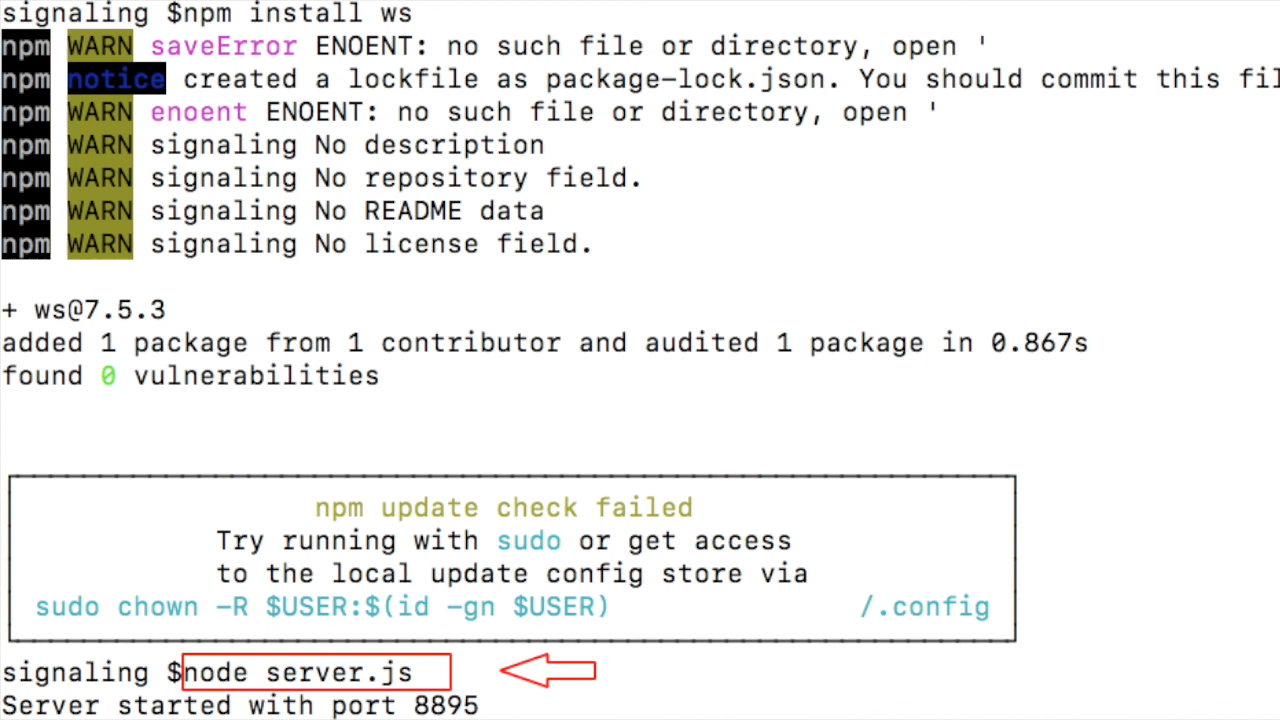 signaling $npm install ws
npm WARN saveError ENOENT: no such file or directory, open '
npm notice created a lockfile as package-lock.json. You should commit this fil
npm WARN enoent ENOENT: no such file or directory, open '
npm WARN signaling No description
npm WARN signaling No repository field.
npm WARN signaling No README data
npm WARN signaling No license field.
+ ws@7.5.3
added 1 package from 1 contributor and audited 1 package in 0.867s
found 0 vulnerabilities
npm update check failed
Try running with sudo or get access
to the local update config store via
sudo chown -R $USER:$(id -gn $USER) /.config
signaling $node server.js
Server started with port 8895